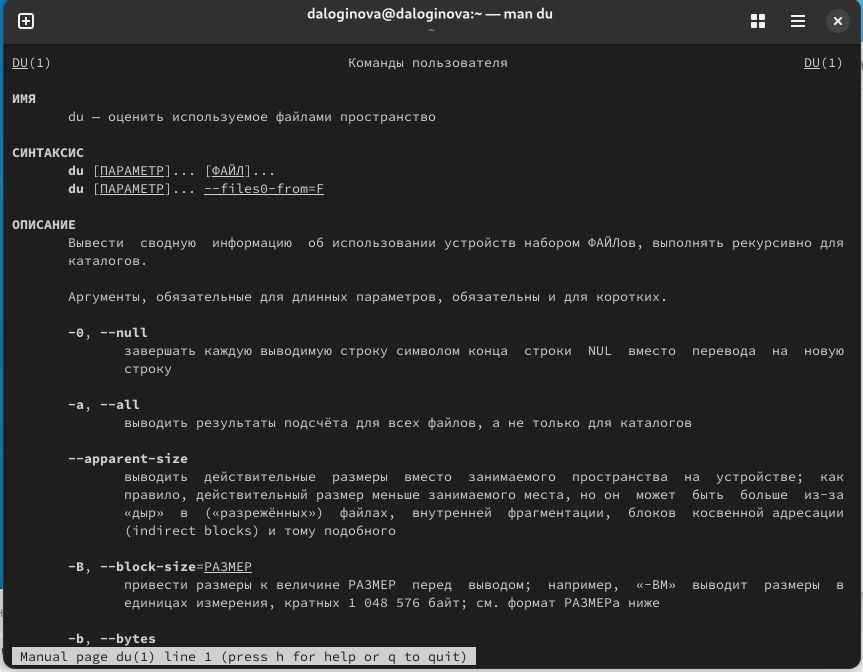 daloginova@daloginova:~ — man du
~
DU(1) Команды пользователя DU(1)
ИМЯ
du — оценить используемое файлами пространство
СИНТАКСИС
du [ПАРАМЕТР]... [ФАЙЛ]...
du [ПАРАМЕТР]... --files0-from=F
ОПИСАНИЕ
Вывести сводную информацию об использовании устройств набором ФАЙЛов, выполнять рекурсивно для
каталогов.
Аргументы, обязательные для длинных параметров, обязательны и для коротких.
-0, --null
завершать каждую выводимую строку символом конца строки NUL вместо перевода на новую
строку
-a, --all
выводить результаты подсчёта для всех файлов, а не только для каталогов
--apparent-size
выводить действительные размеры вместо занимаемого пространства на устройстве; как
правило, действительный размер меньше занимаемого места, но он может быть больше из-за
«дыр» в («разрежённых») файлах, внутренней фрагментации, блоков косвенной адресации
(indirect blocks) и тому подобного
-B, --block-size=РАЗМЕР
привести размеры к величине РАЗМЕР перед выводом; например, «-BM» выводит размеры в
единицах измерения, кратных 1 048 576 байт; см. формат РАЗМЕРа ниже
-b, --bytes
Manual page du(1) line 1 (press h for help or q to quit)